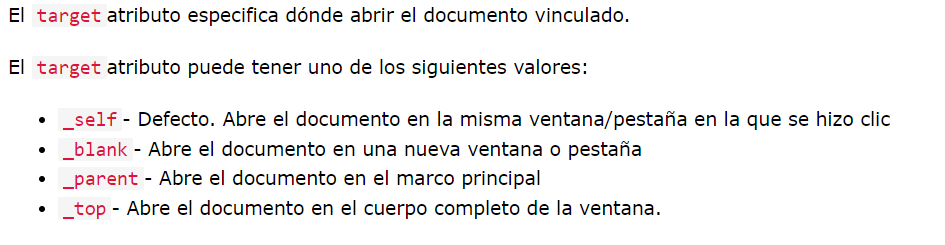 El target atributo especifica dónde abrir el documento vinculado.
El target atributo puede tener uno de los siguientes valores:
• _self - Defecto. Abre el documento en la misma ventana/pestaña en la que se hizo clic
• _blank - Abre el documento en una nueva ventana o pestaña
• _parent - Abre el documento en el marco principal
• _top - Abre el documento en el cuerpo completo de la ventana.